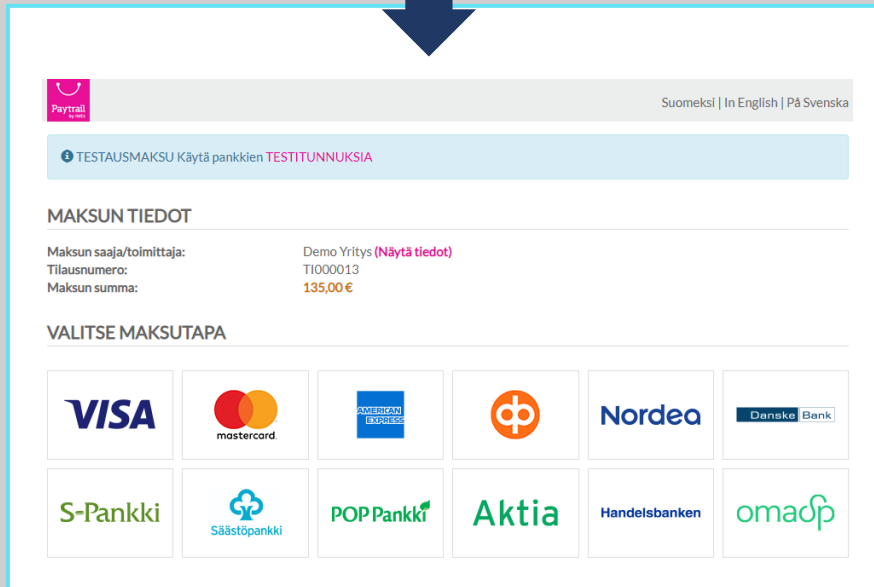 Paytrail
by nets
Suomeksi | In English | På Svenska
TESTAUSMAKSU Käytä pankkien TESTITUNNUKSIA
MAKSUN TIEDOT
Maksun saaja/toimittaja: Demo Yritys (Näytä tiedot)
Tilausnumero: TI000013
Maksun summa: 135,00 €
VALITSE MAKSUTAPA
VISA mastercard. AMERICAN EXPRESS OP Nordea Danske Bank
S-Pankki Säästöpankki POP Pankki Aktia Handelsbanken omasp